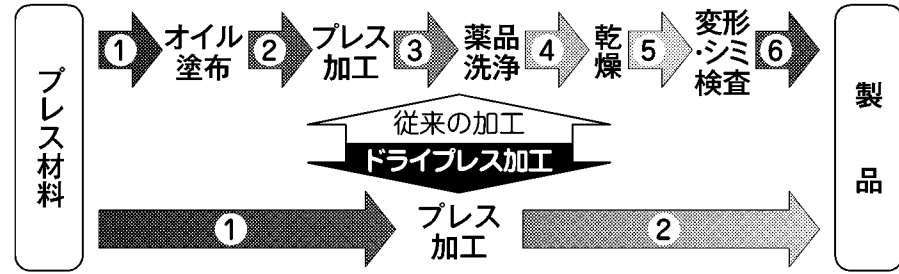 プレス材料
①
オイル
塗布
②
プレス
加工
③
薬品
洗浄
④
乾
燥
⑤
変形
・シミ
検査
⑥
製品
従来の加工
ドライプレス加工
①
プレス
加工
②